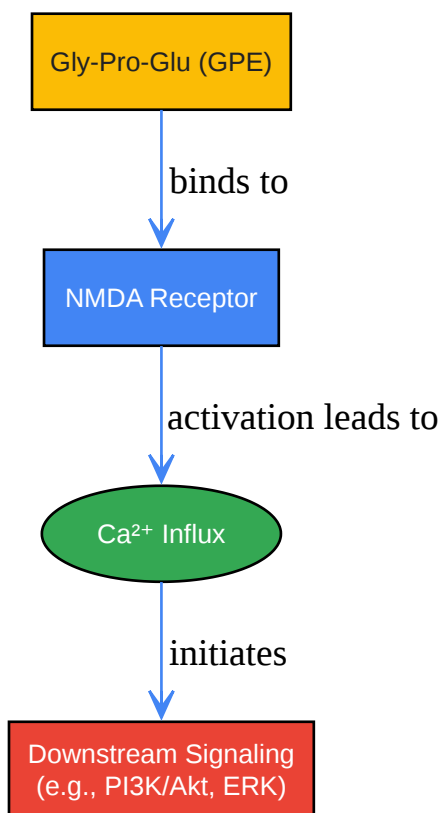 Gly-Pro-Glu (GPE)
binds to
NMDA Receptor
activation leads to
Ca²⁺ Influx
initiates
Downstream Signaling
(e.g., PI3K/Akt, ERK)